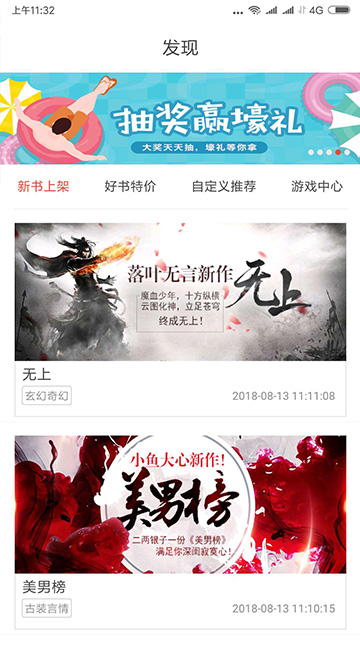 上午11:32
4G
发现
抽奖赢壕礼
大奖天天抽，壕礼等你拿
新书上架 好书特价 自定义推荐 游戏中心
落叶无言新作
无上
魔血少年，十方纵横
云图化神，立足苍穹
终成无上！
无上
玄幻奇幻 2018-08-13 11:11:08
小鱼大心新作！
美男榜
二两银子一份《美男榜》
满足你深闺寂寞心！
美男榜
古装言情 2018-08-13 11:10:15